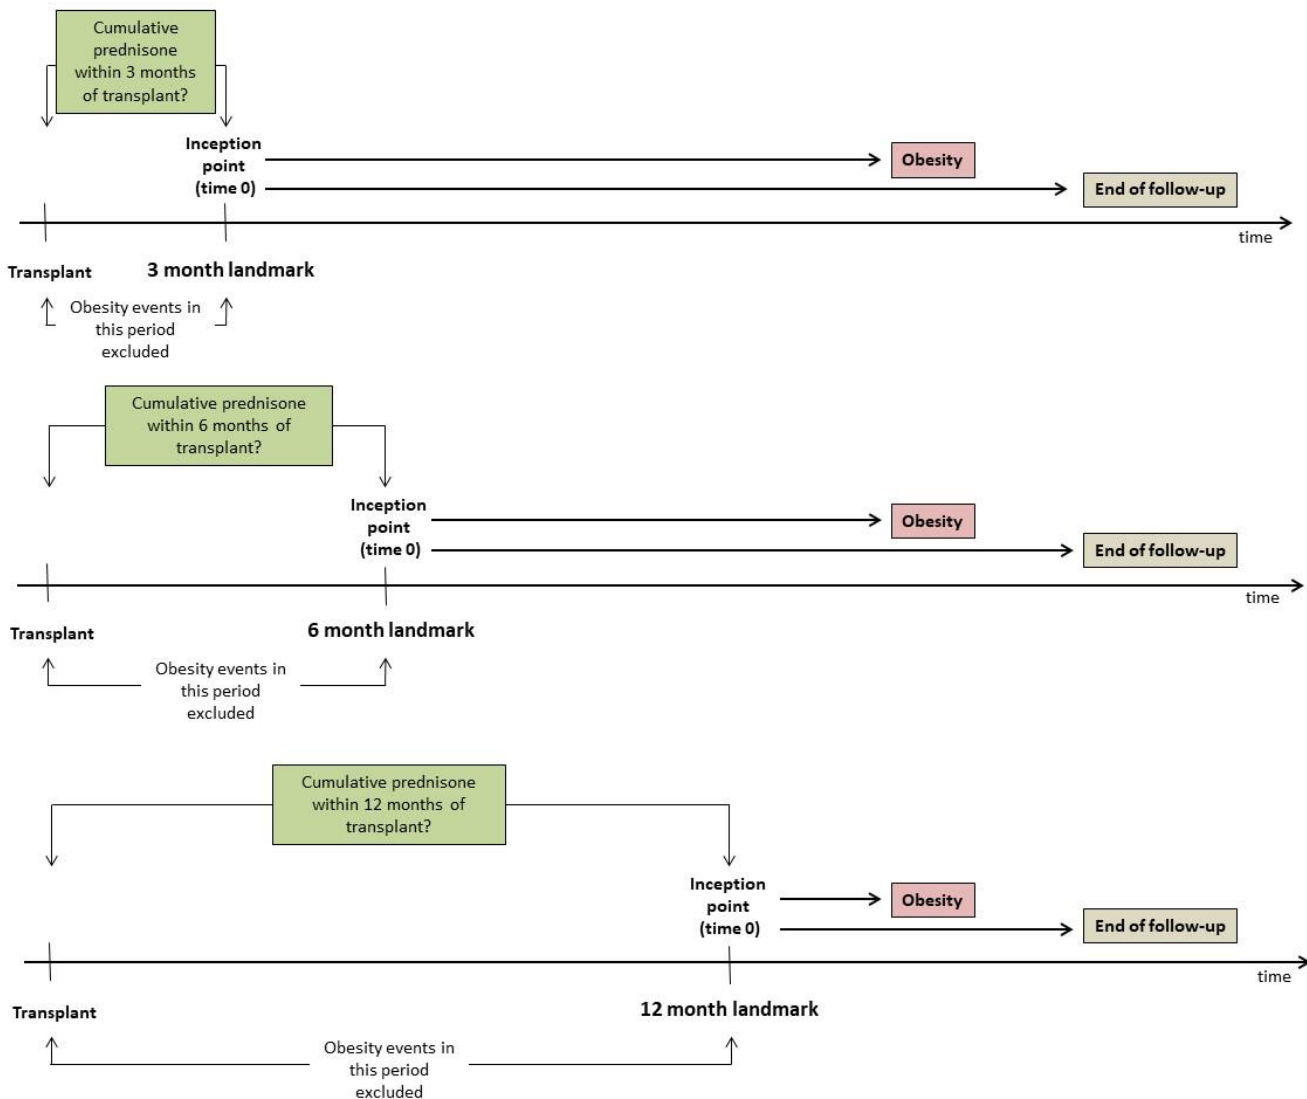 Cumulative
prednisone
within 3 months
of transplant?
Inception
point
(time 0)
Obesity
End of follow-up
time
Transplant
3 month landmark
Obesity events in
this period
excluded
Cumulative prednisone
within 6 months of
transplant?
Inception
point
(time 0)
Obesity
End of follow-up
time
Transplant
6 month landmark
Obesity events in
this period
excluded
Cumulative prednisone
within 12 months of
transplant?
Inception
point
(time 0)
Obesity
End of follow-up
time
Transplant
12 month landmark
Obesity events in
this period
excluded